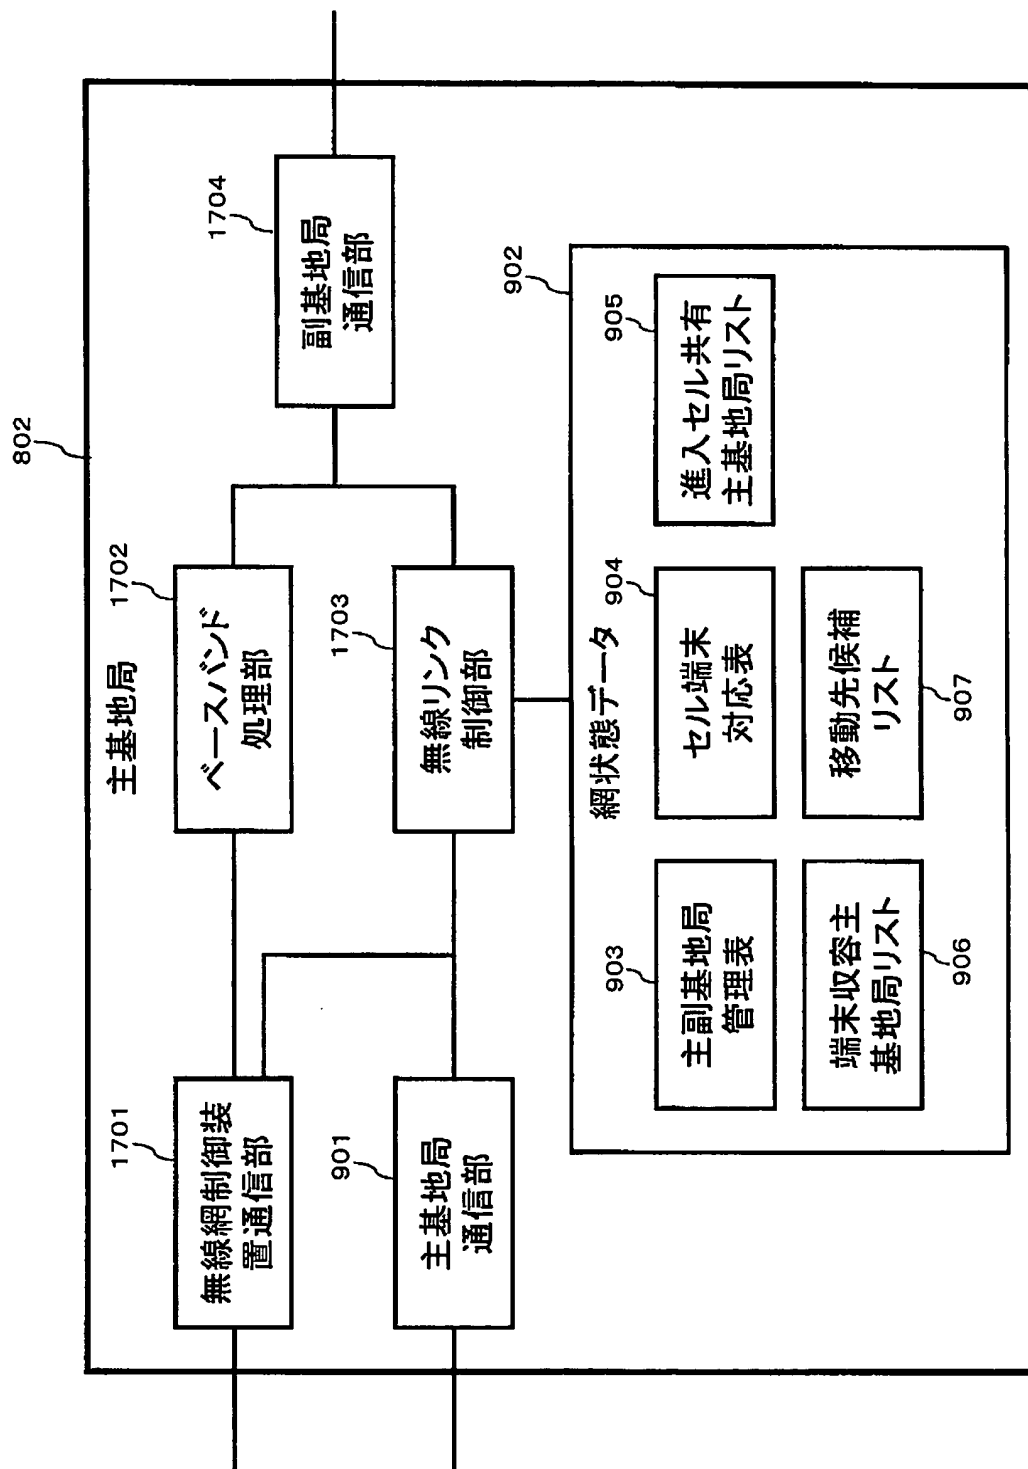 802
主基地局
1701
無線網制御装
置通信部
1702
ベースバンド
処理部
1704
副基地局
通信部
901
主基地局
通信部
1703
無線リンク
制御部
902
網状態データ
903
主副基地局
管理表
904
セル端末
対応表
905
進入セル共有
主基地局リスト
端末収容主
基地局リスト
906
移動先候補
リスト
907